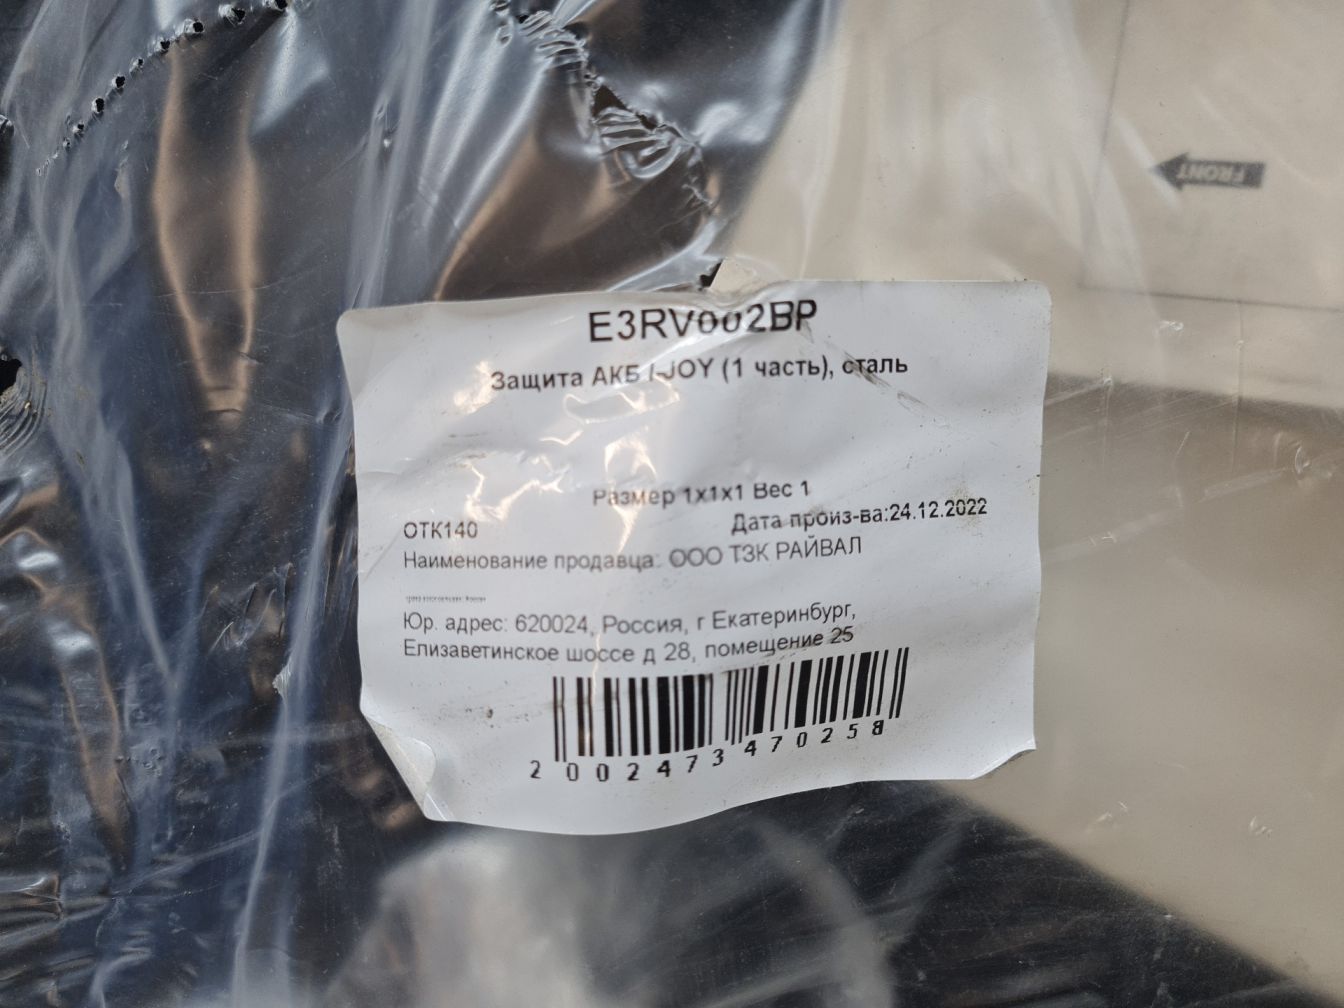 FRONT
E3RV002BP
Защита АКБ I-JOY (1 часть), сталь
Размер 1x1x1 Вес 1
ОТК140
Дата произ-ва:24.12.2022
Наименование продавца: ООО ТЗК РАЙВАЛ
Юр. адрес: 620024, Россия, г Екатеринбург,
Елизаветинское шоссе д 28, помещение 25
2002473470258